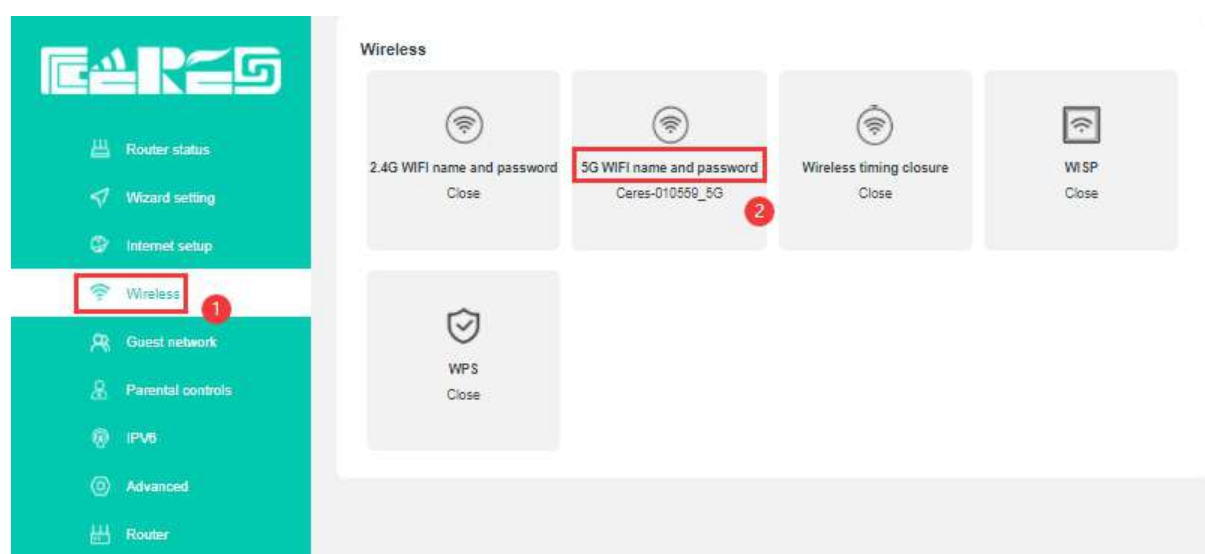 CERES
Wireless
Router status
Wizard setting
Internet setup
Wireless
1
Guest network
Parental controls
IPV6
Advanced
Router
2.4G WIFI name and password
Close
5G WIFI name and password
Ceres-010559_5G
2
Wireless timing closure
Close
WISP
Close
WPS
Close